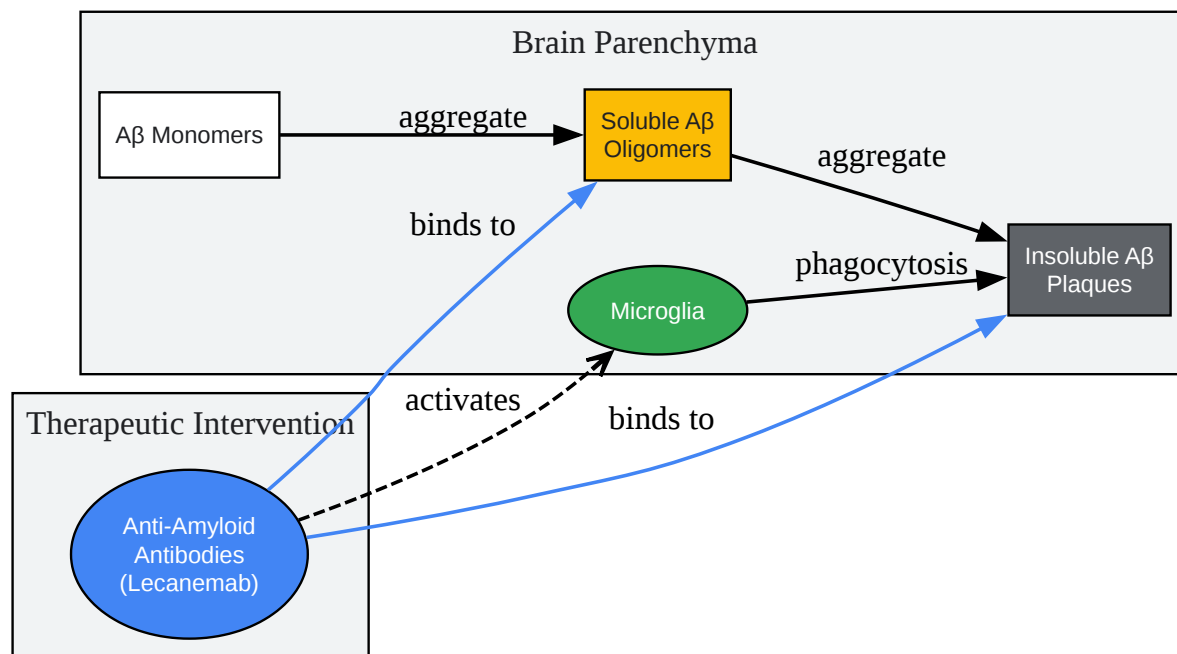 Brain Parenchyma
Aβ Monomers
aggregate
Soluble Aβ
Oligomers
aggregate
binds to
phagocytosis
Insoluble Aβ
Plaques
Microglia
activates
binds to
Therapeutic Intervention
Anti-Amyloid
Antibodies
(Lecanemab)